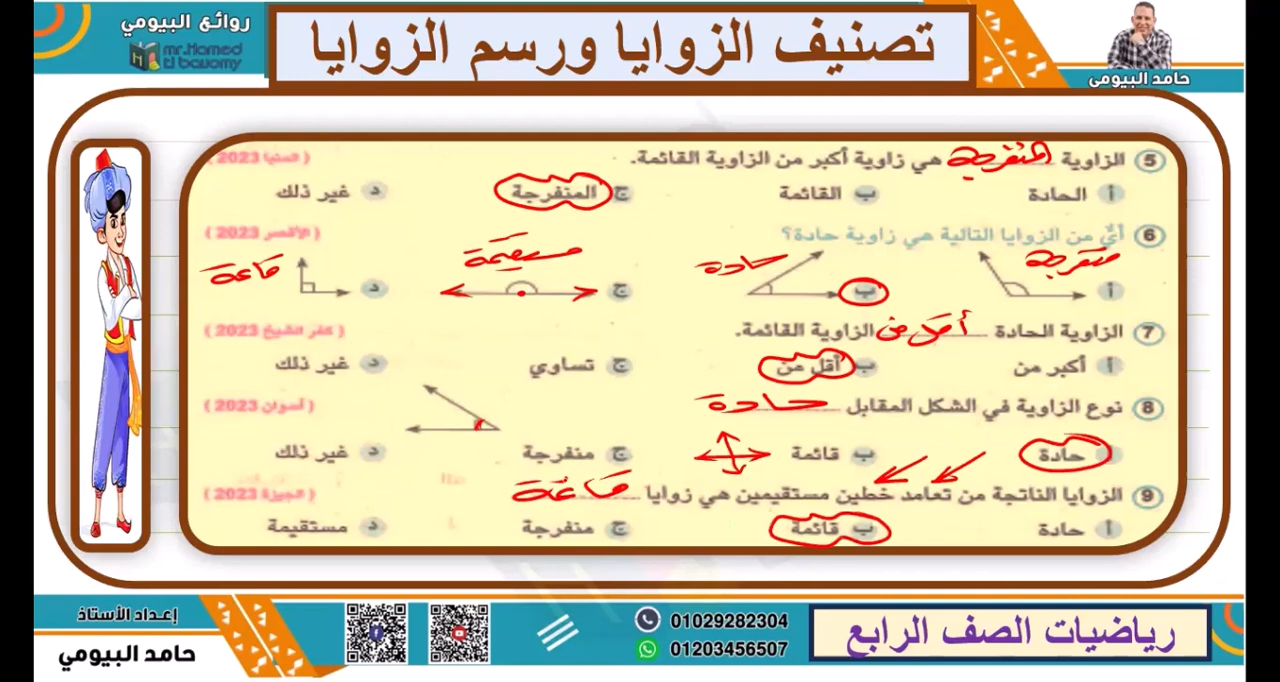 روائع البيومي
mr.Hamed
El bayomy
تصنيف الزوايا ورسم الزوايا
حامد البيومى
5 الزاوية المنفرجة هي زاوية أكبر من الزاوية القائمة. (المنيا 2023)
أ الحادة ب القائمة ج المنفرجة د غير ذلك
6 أيٌّ من الزوايا التالية هي زاوية حادة؟ (الأقصر 2023)
أ منفرجة ب حادة ج مستقيمة د قائمة
7 الزاوية الحادة أقل من الزاوية القائمة. (كفر الشيخ 2023)
أ أكبر من ب أقل من ج تساوي د غير ذلك
8 نوع الزاوية في الشكل المقابل حادة (أسوان 2023)
حادة ب قائمة ج منفرجة د غير ذلك
9 الزوايا الناتجة من تعامد خطين مستقيمين هي زوايا قائمة (الجيزة 2023)
أ حادة ب قائمة ج منفرجة د مستقيمة
إعداد الأستاذ
حامد البيومي
01029282304
01203456507
رياضيات الصف الرابع